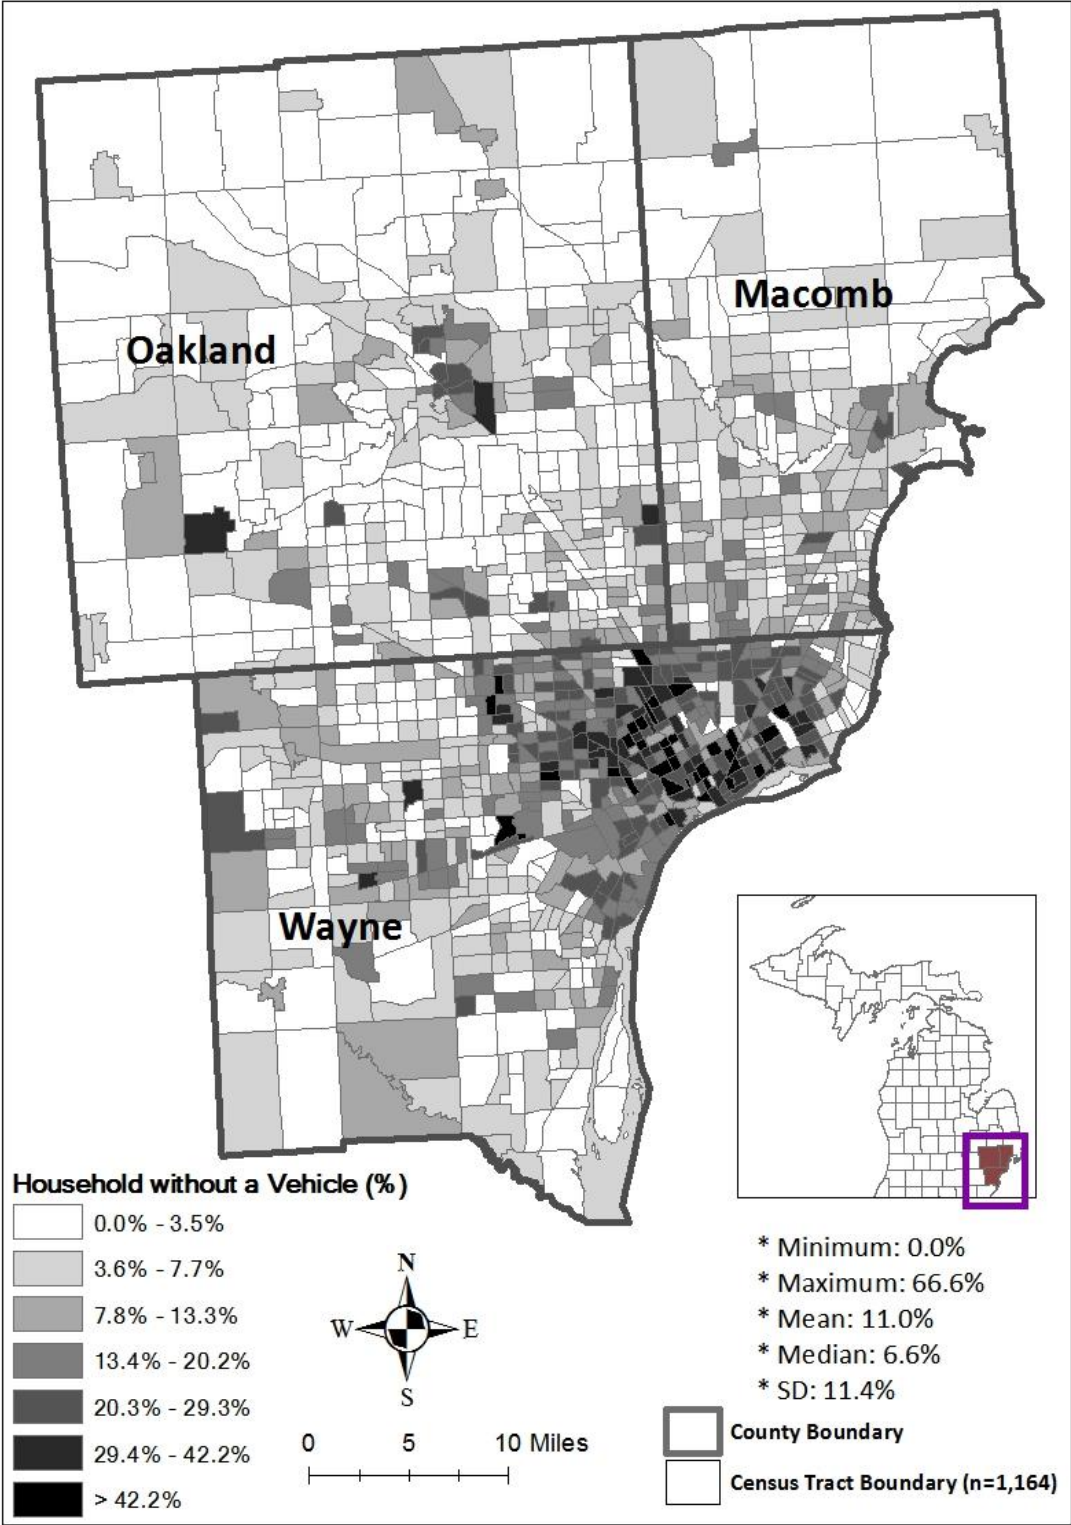 Macomb
Oakland
Wayne
Household without a Vehicle (%)
0.0% - 3.5%
3.6% - 7.7%
7.8% - 13.3%
13.4% - 20.2%
20.3% - 29.3%
29.4% - 42.2%
> 42.2%
N
W E
S
0 5 10 Miles
* Minimum: 0.0%
* Maximum: 66.6%
* Mean: 11.0%
* Median: 6.6%
* SD: 11.4%
County Boundary
Census Tract Boundary (n=1,164)